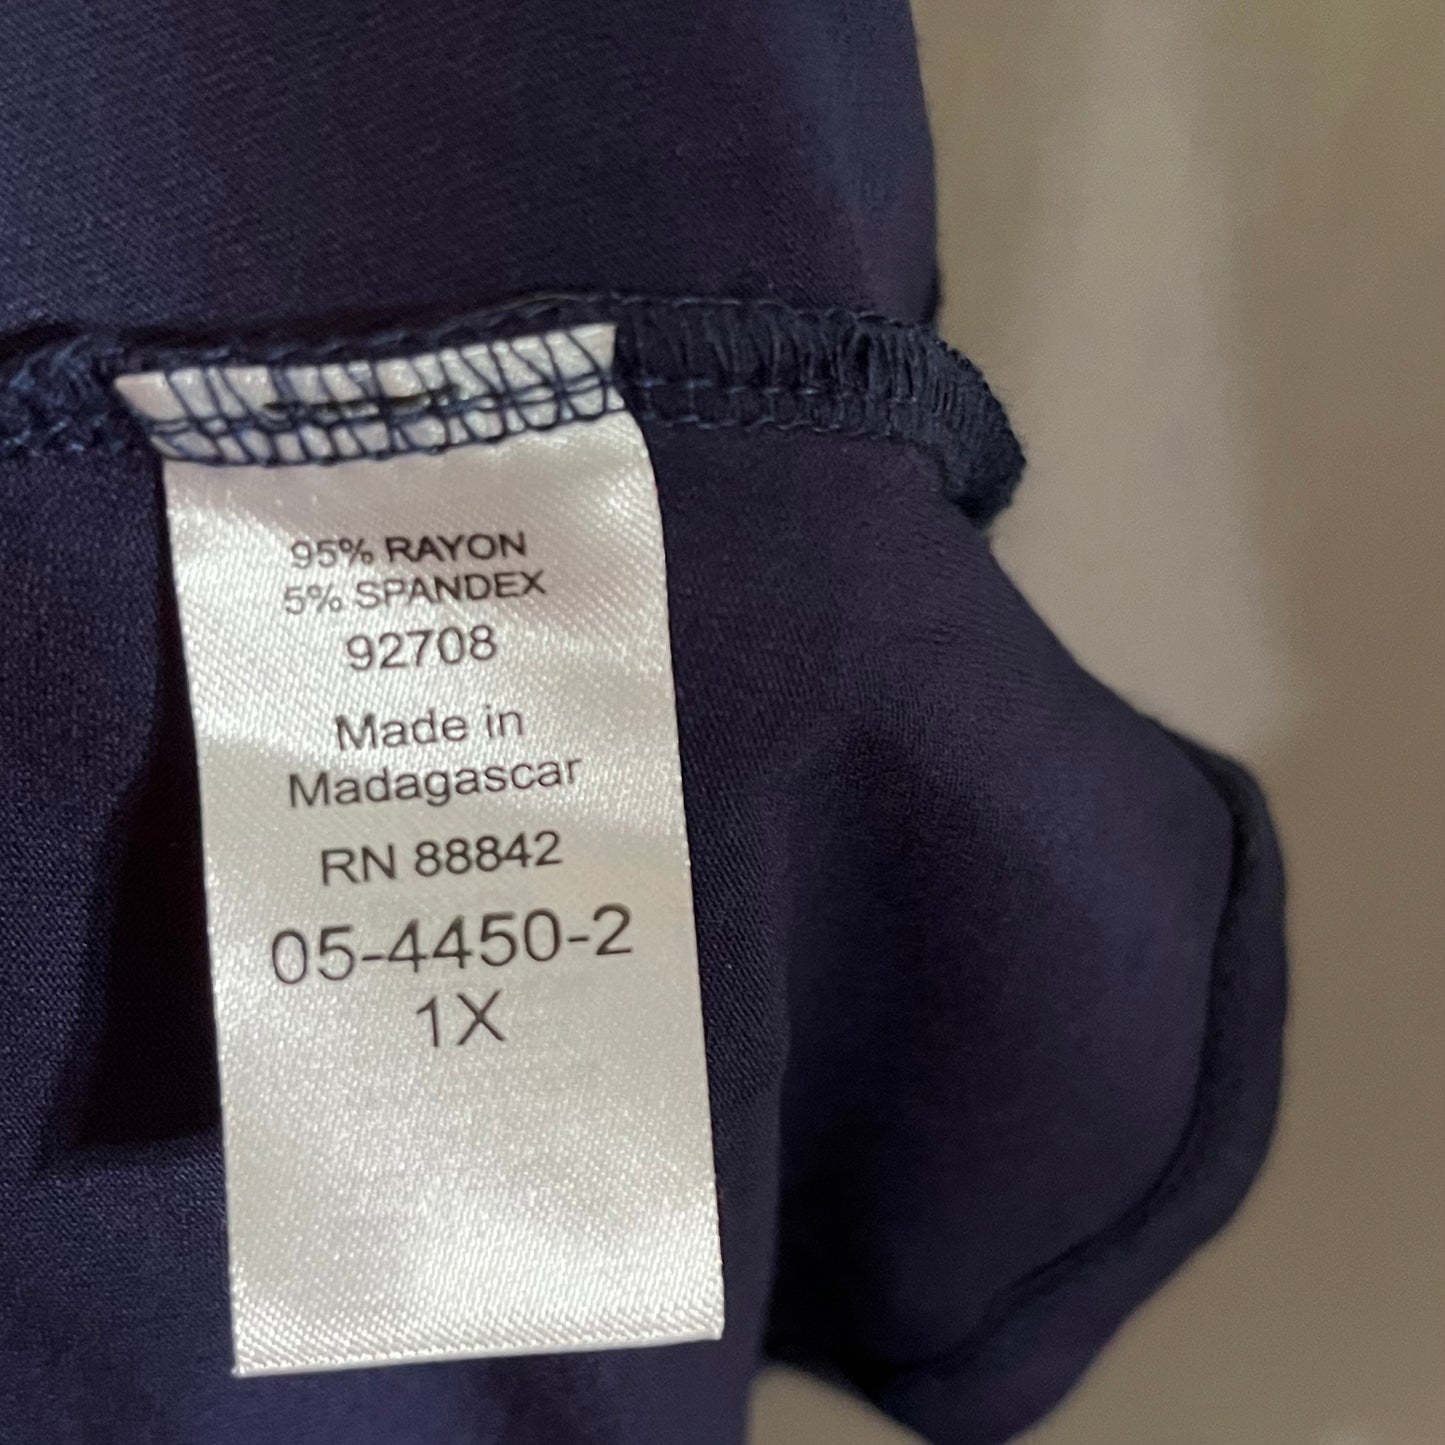 95% RAYON
5% SPANDEX
92708
Made in
Madagascar
RN 88842
05-4450-2
1X